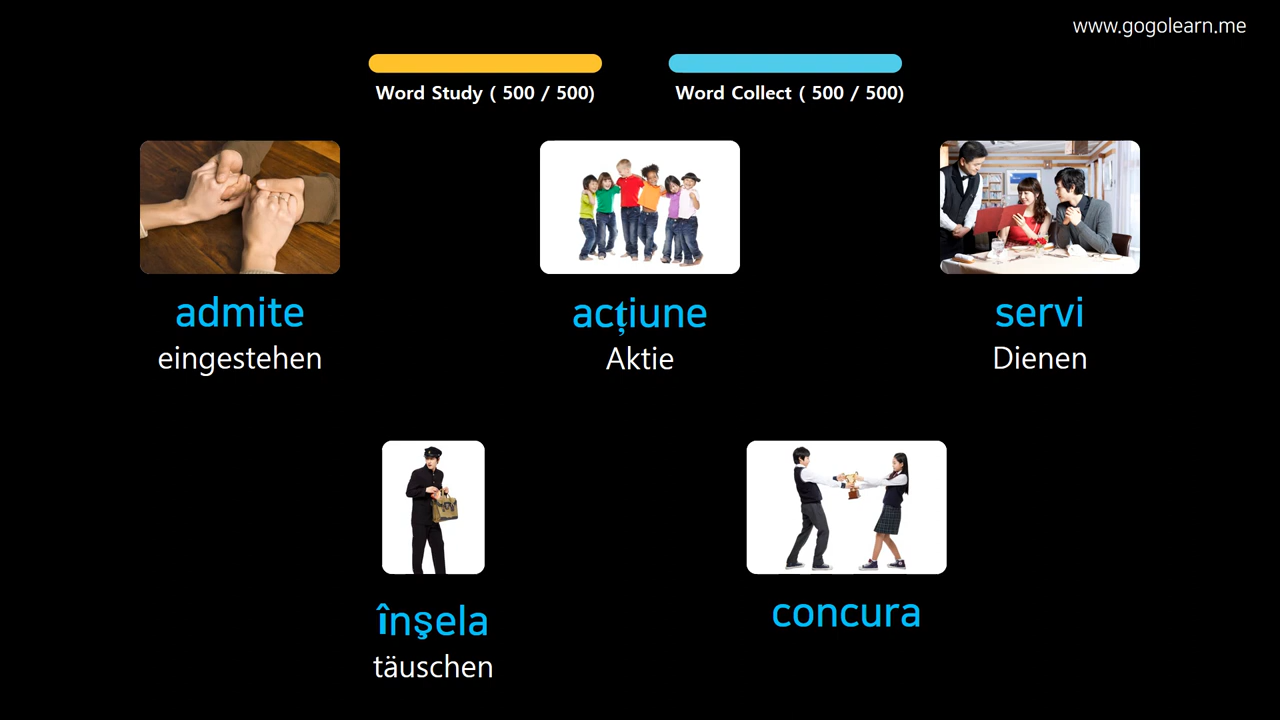 www.gogolearn.me
Word Study ( 500 / 500)
Word Collect ( 500 / 500)
admite
eingestehen
acțiune
Aktie
servi
Dienen
înşela
täuschen
concura